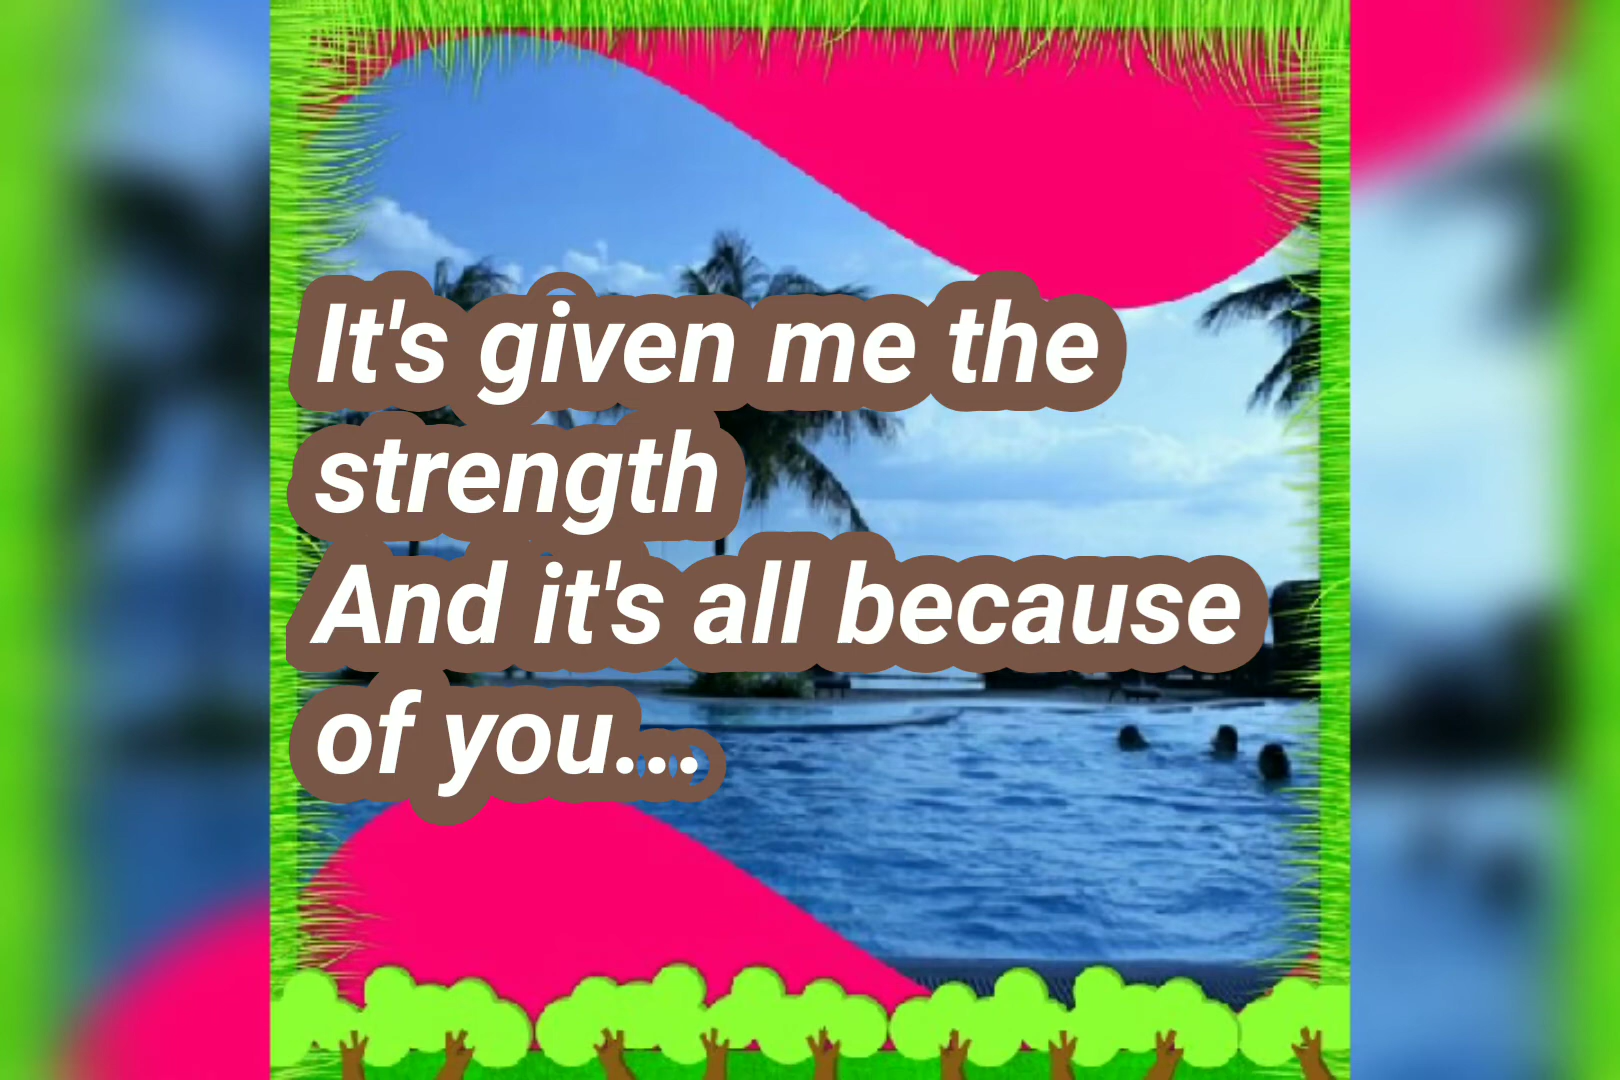 It's given me the
strength
And it's all because
of you...